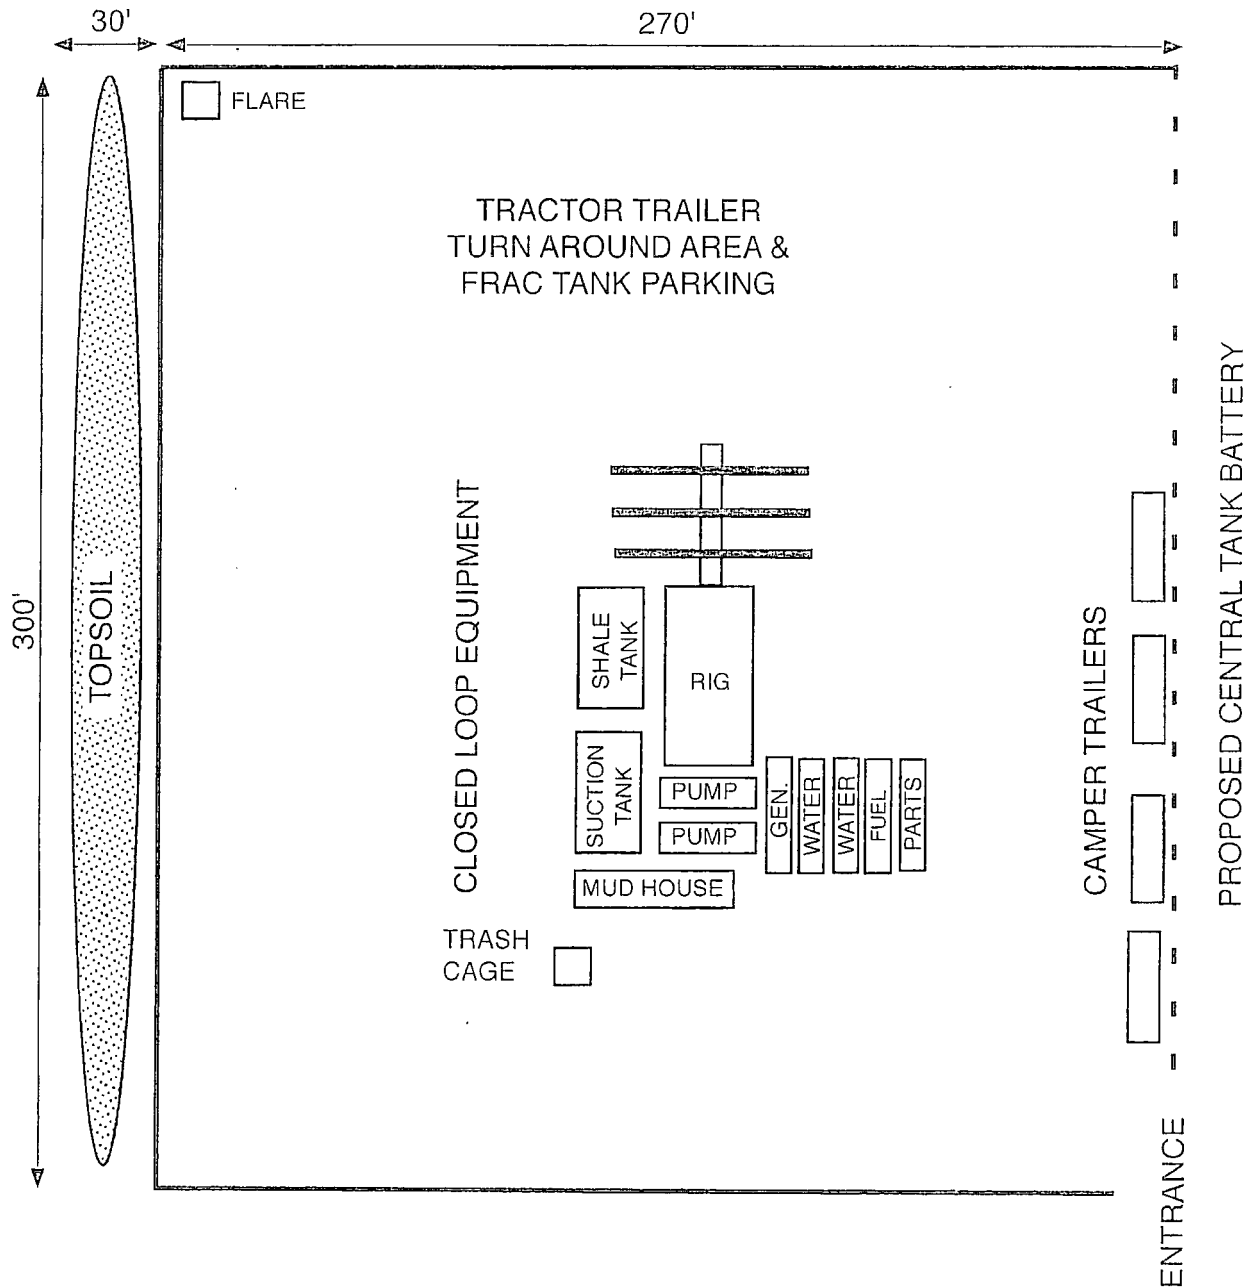 30'
270'
FLARE
TRACTOR TRAILER
TURN AROUND AREA &
FRAC TANK PARKING
300'
TOPSOIL
CLOSED LOOP EQUIPMENT
SHALE
TANK
RIG
SUCTION
TANK
PUMP
PUMP
GEN.
WATER
WATER
FUEL
PARTS
MUD HOUSE
TRASH
CAGE
CAMPER TRAILERS
PROPOSED CENTRAL TANK BATTERY
ENTRANCE